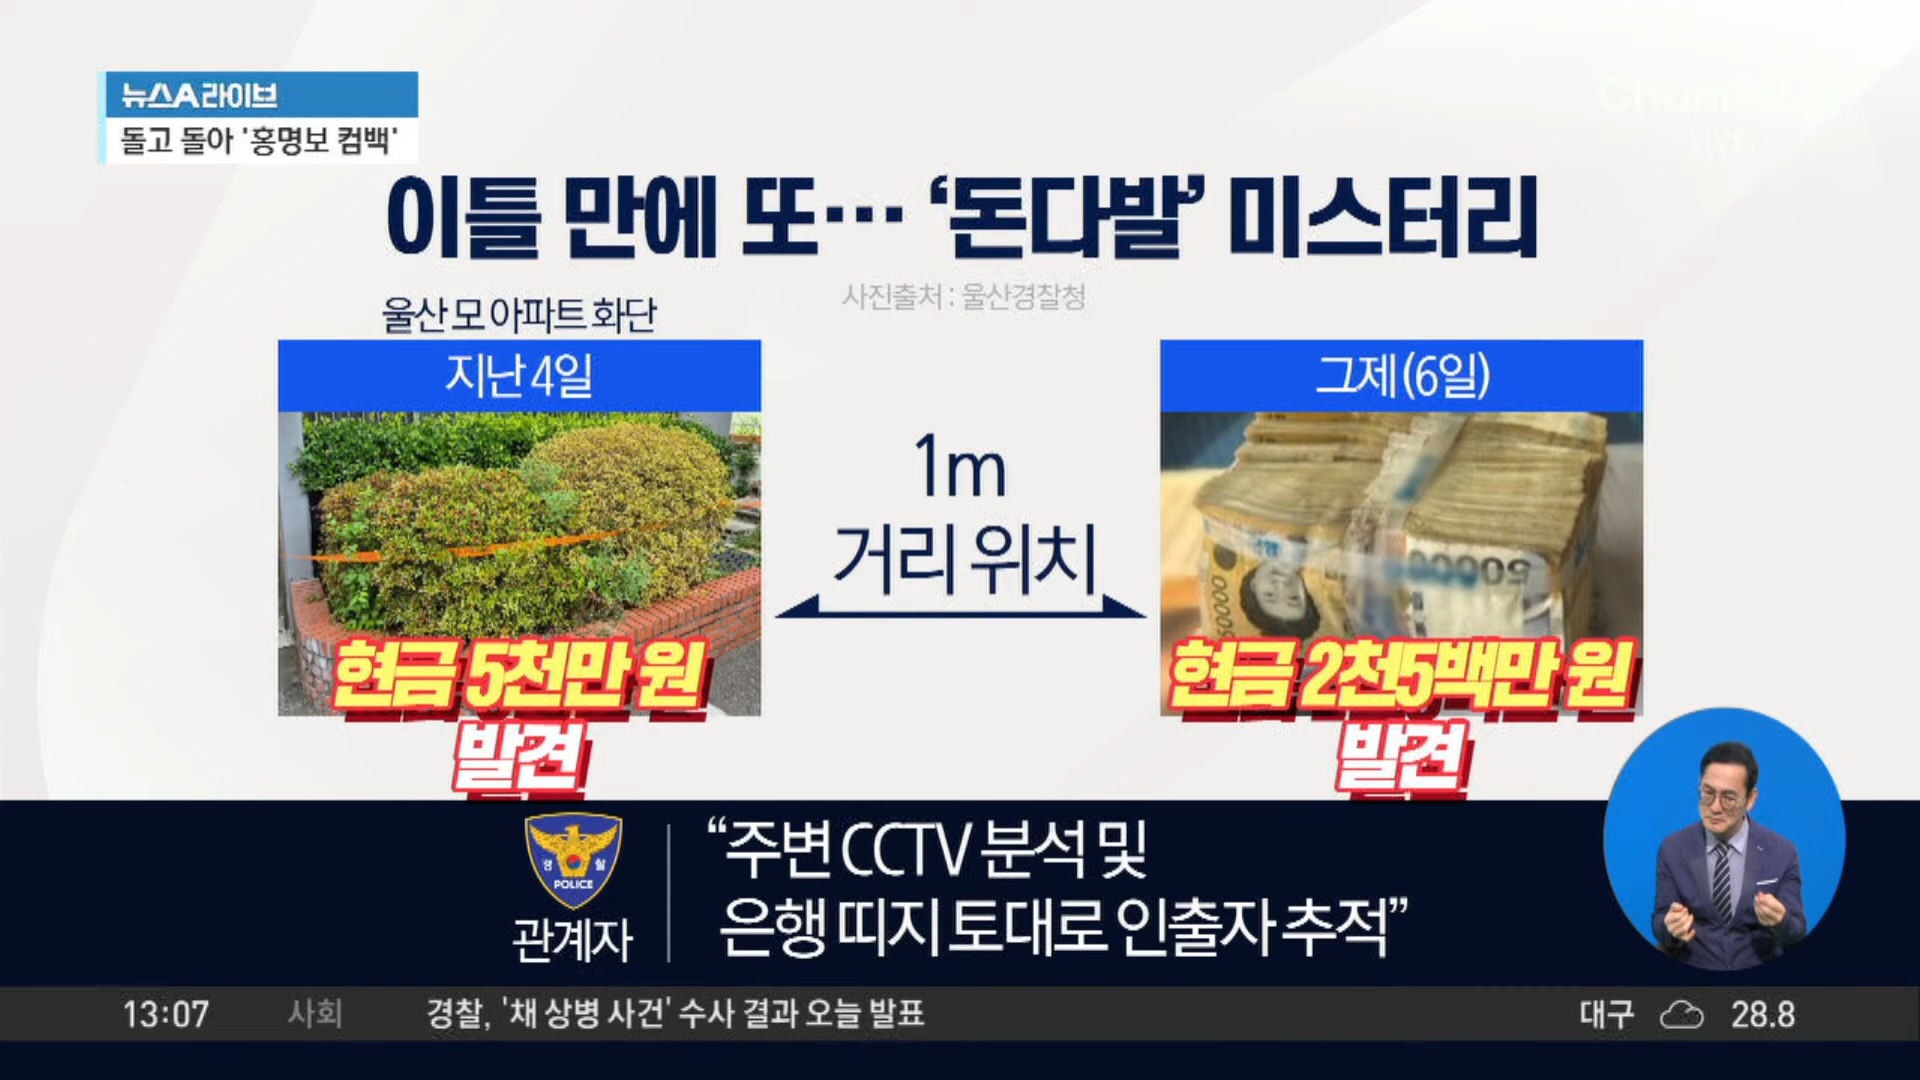 뉴스A 라이브
돌고 돌아 '홍명보 컴백'
Channel A
LIVE
이틀 만에 또… ‘돈다발’ 미스터리
사진출처 : 울산경찰청
울산 모 아파트 화단
지난 4일
그제(6일)
1m
거리 위치
50000
50000
현금 5천만 원
발견
현금 2천5백만 원
발견
경 찰
POLICE
관계자
“주변 CCTV 분석 및
은행 띠지 토대로 인출자 추적”
13:07 사회 경찰, '채 상병 사건' 수사 결과 오늘 발표 대구 28.8